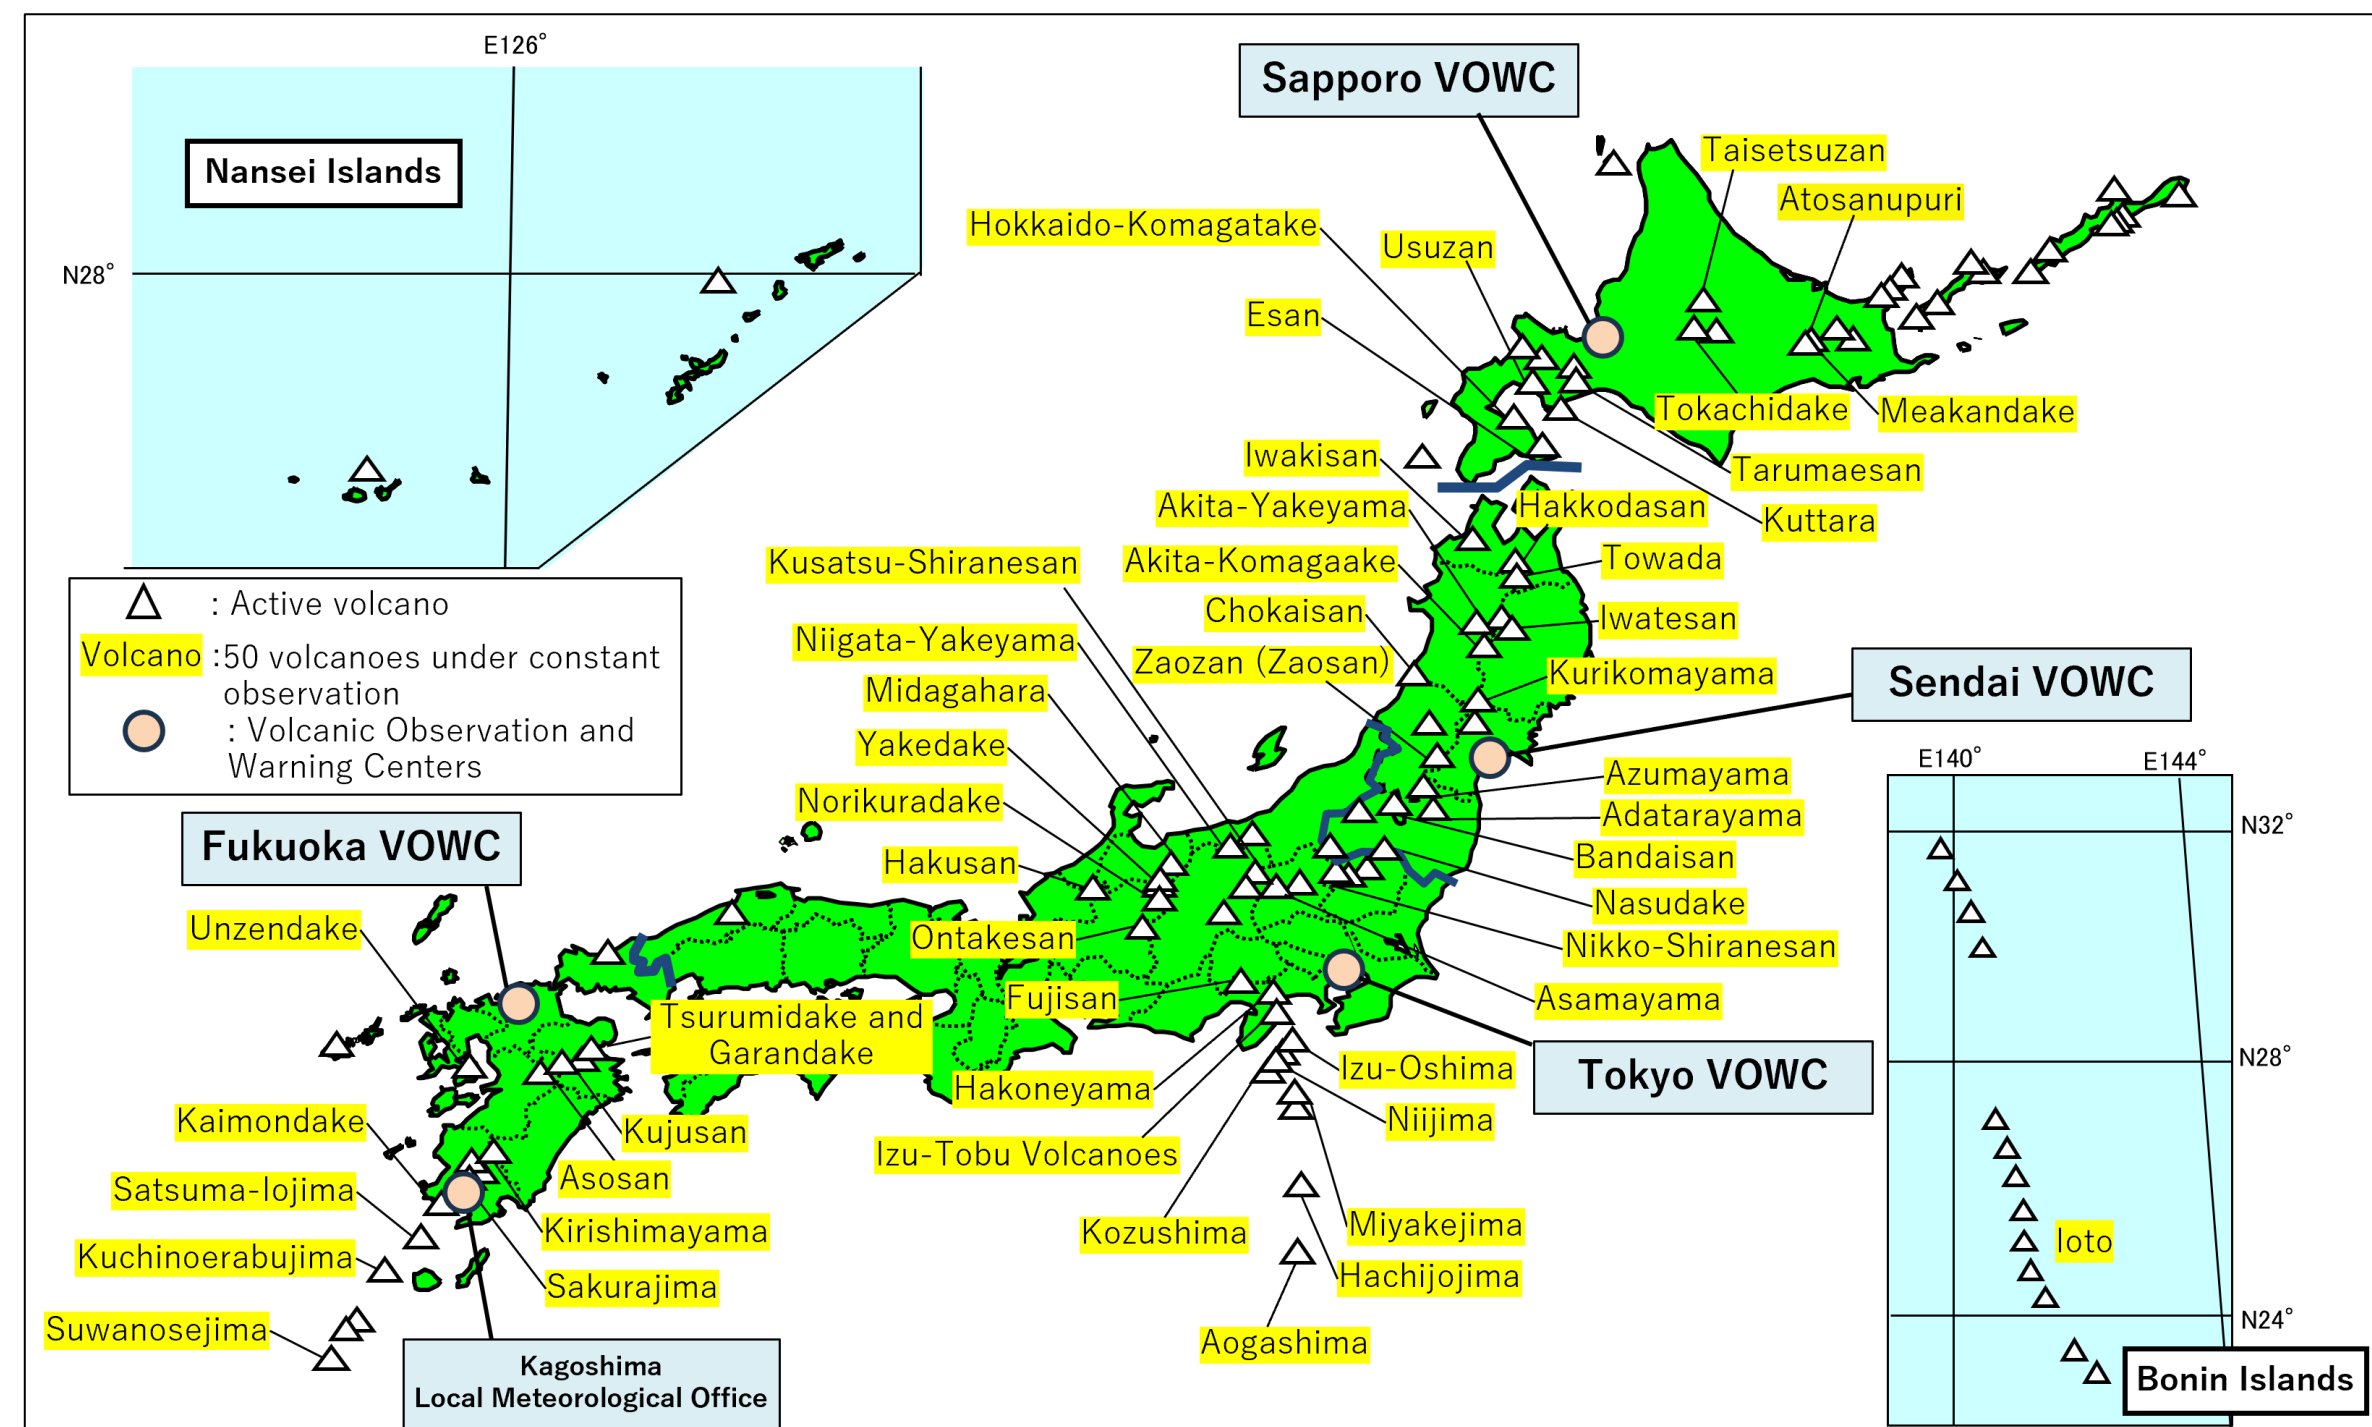 E126°
Nansei Islands
N28°
Sapporo VOWC
Taisetsuzan
Atosanupuri
Hokkaido-Komagatake
Usuzan
Esan
Tokachidake
Meakandake
Iwakisan
Tarumaesan
Akita-Yakeyama
Hakkodasan
Kuttara
Kusatsu-Shiranesan
Akita-Komagaake
Towada
: Active volcano
Chokaisan
Iwatesan
Niigata-Yakeyama
Volcano :50 volcanoes under constant
observation
Zaozan (Zaosan)
Kurikomayama
Sendai VOWC
Midagahara
: Volcanic Observation and
Warning Centers
Yakedake
E140°
E144°
Azumayama
Norikuradake
Adatarayama
N32°
Fukuoka VOWC
Hakusan
Bandaisan
Unzendake
Nasudake
Ontakesan
Nikko-Shiranesan
Fujisan
Asamayama
Tsurumidake and
Garandake
Izu-Oshima
Tokyo VOWC
N28°
Hakoneyama
Kaimondake
Kujusan
Niijima
Izu-Tobu Volcanoes
Asosan
Satsuma-Iojima
Kirishimayama
Kozushima
Miyakejima
Ioto
Kuchinoerabujima
Sakurajima
Hachijojima
Suwanosejima
Aogashima
N24°
Kagoshima
Local Meteorological Office
Bonin Islands